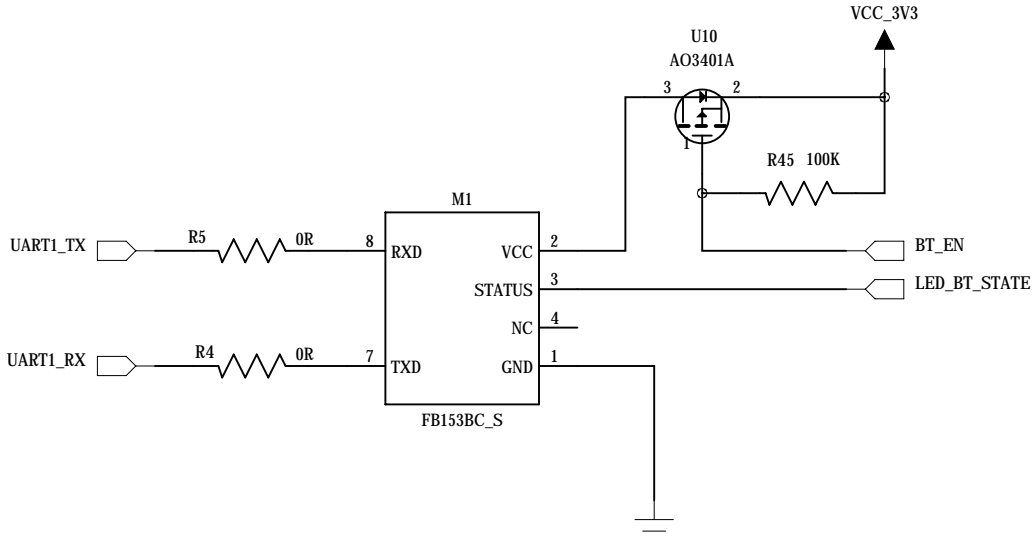 VCC_3V3
U10
AO3401A
3
2
1
R45 100K
M1
UART1_TX
R5
0R
8
RXD
VCC
2
BT_EN
STATUS
3
LED_BT_STATE
NC
4
UART1_RX
R4
0R
7
TXD
GND
1
FB153BC_S